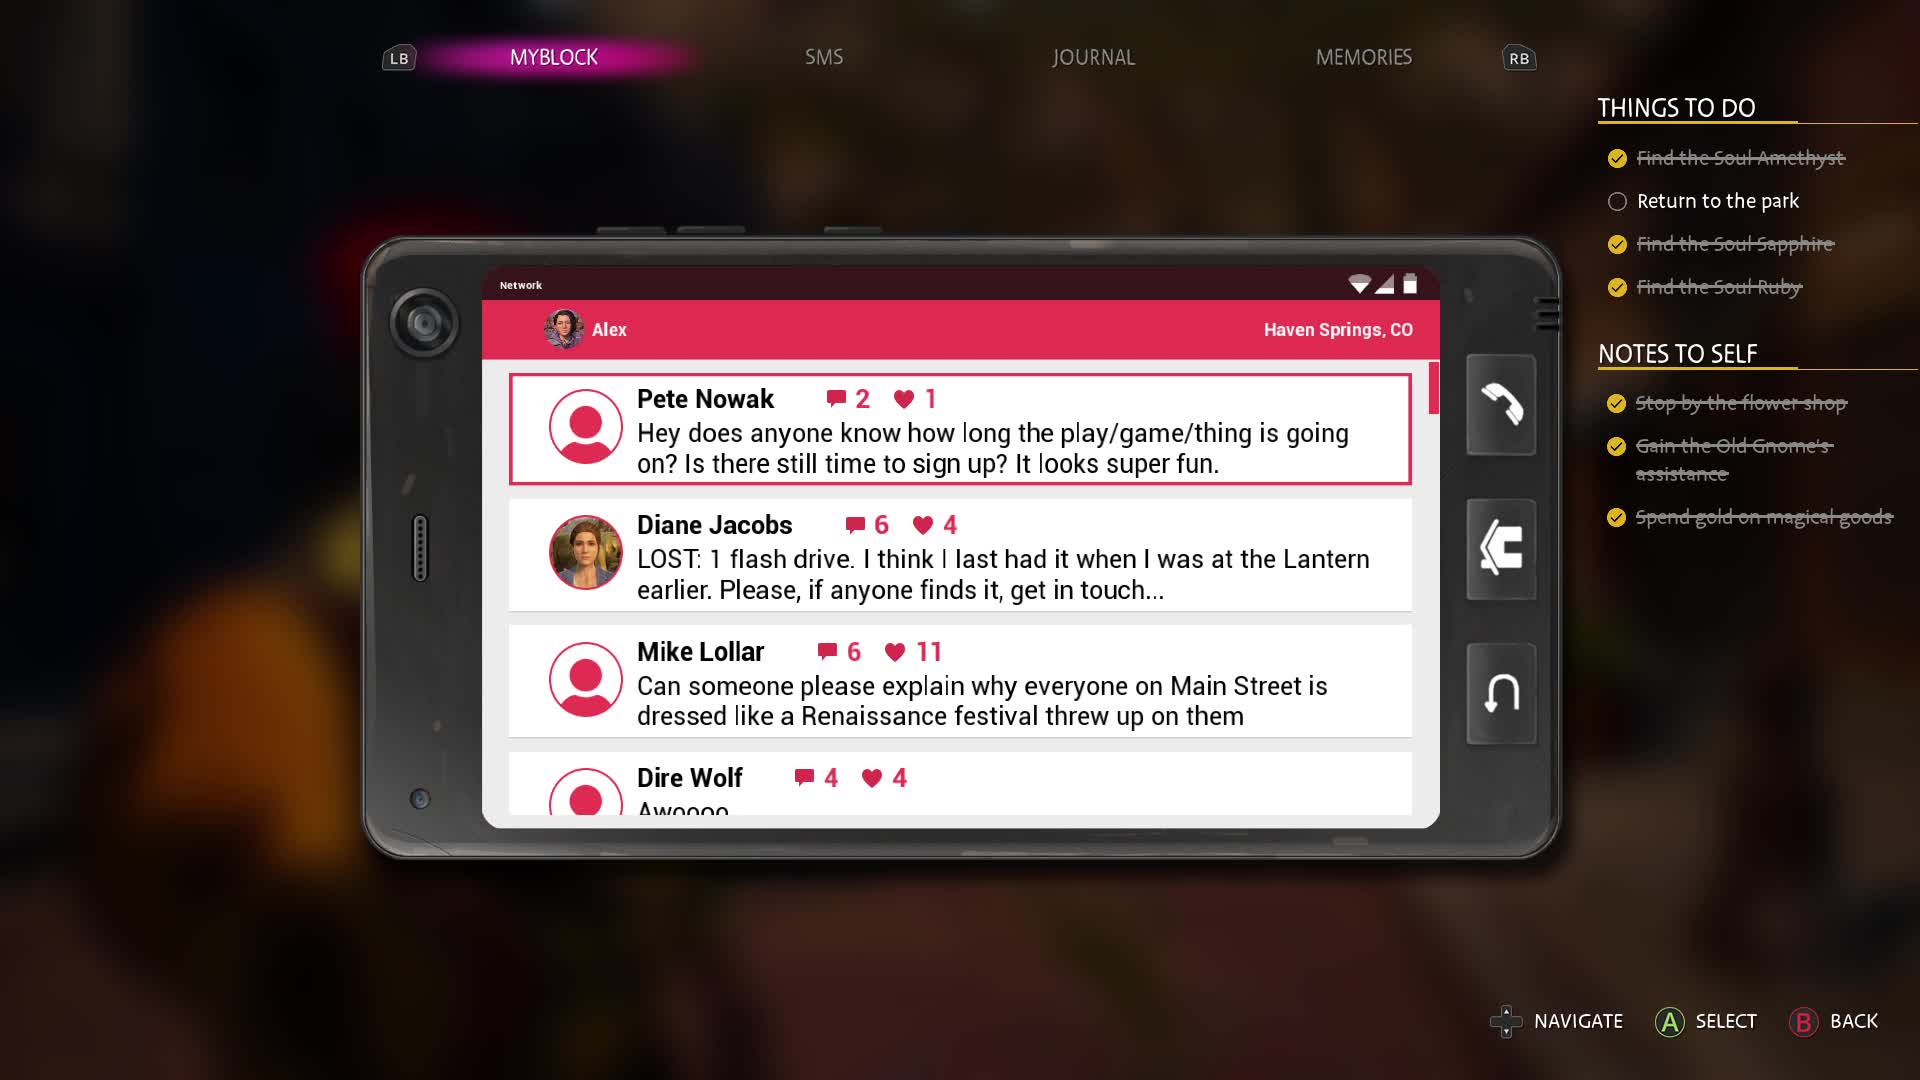 LB
MYBLOCK
SMS
JOURNAL
MEMORIES
RB
THINGS TO DO
Find the Soul Amethyst
Return to the park
Find the Soul Sapphire
Find the Soul Ruby
NOTES TO SELF
Stop by the flower shop
Gain the Old Gnome's
assistance
Spend gold on magical goods
Network
Alex
Haven Springs, CO
Pete Nowak 2 1
Hey does anyone know how long the play/game/thing is going
on? Is there still time to sign up? It looks super fun.
Diane Jacobs 6 4
LOST: 1 flash drive. I think I last had it when I was at the Lantern
earlier. Please, if anyone finds it, get in touch...
Mike Lollar 6 11
Can someone please explain why everyone on Main Street is
dressed like a Renaissance festival threw up on them
Dire Wolf 4 4
Awoooo
NAVIGATE
A SELECT
B BACK